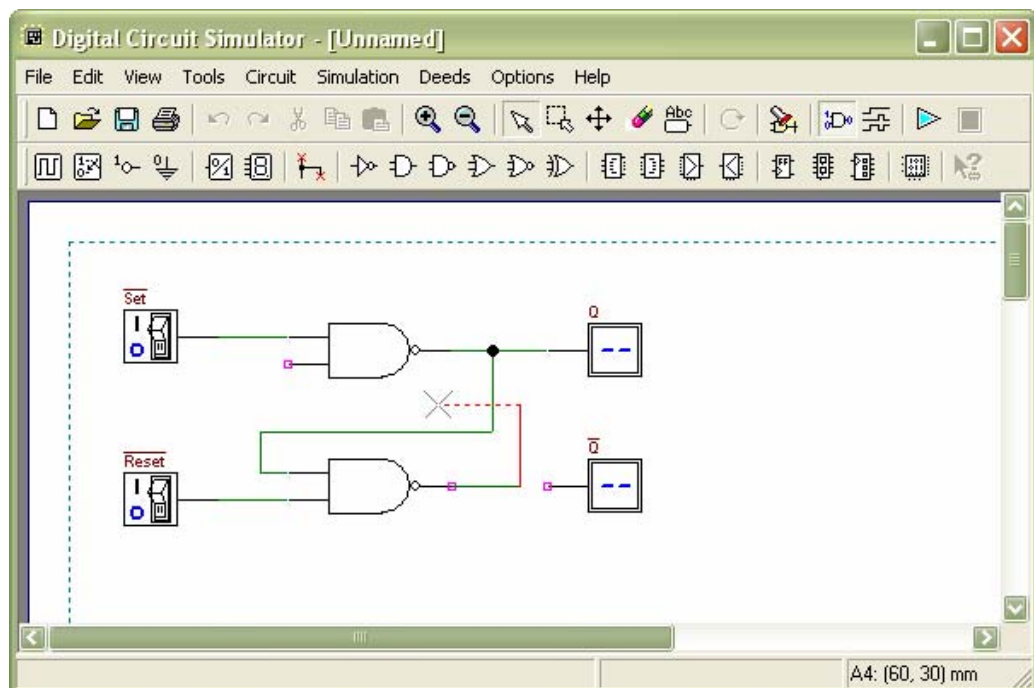 Digital Circuit Simulator - [Unnamed]
File Edit View Tools Circuit Simulation Deeds Options Help
Abc
Set
Q
Reset
Q
A4: (60, 30) mm